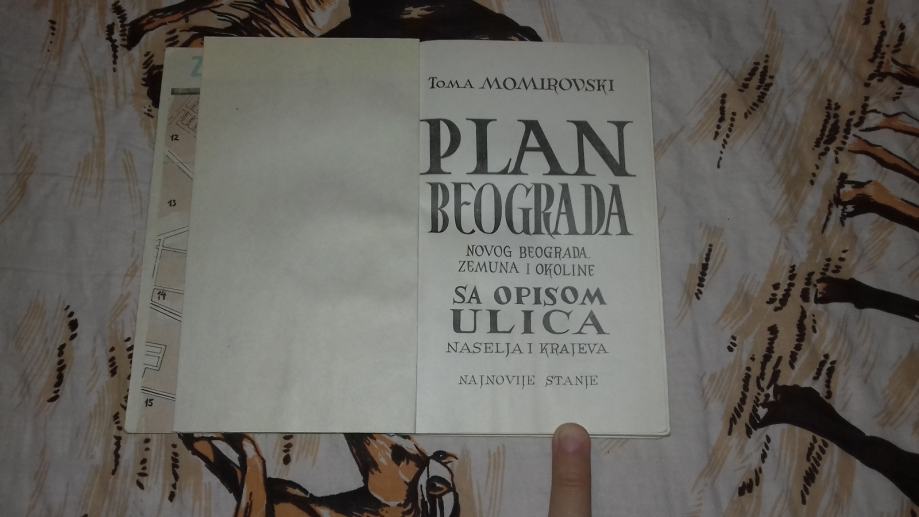 Z
12
13
14
15
Toma MOMIROVSKI
PLAN
BEOGRADA
NOVOG BEOGRADA,
ZEMUNA I OKOLINE
SA OPISOM
ULICA
NASELJA I KRAJEVA
NAJNOVIJE STANJE